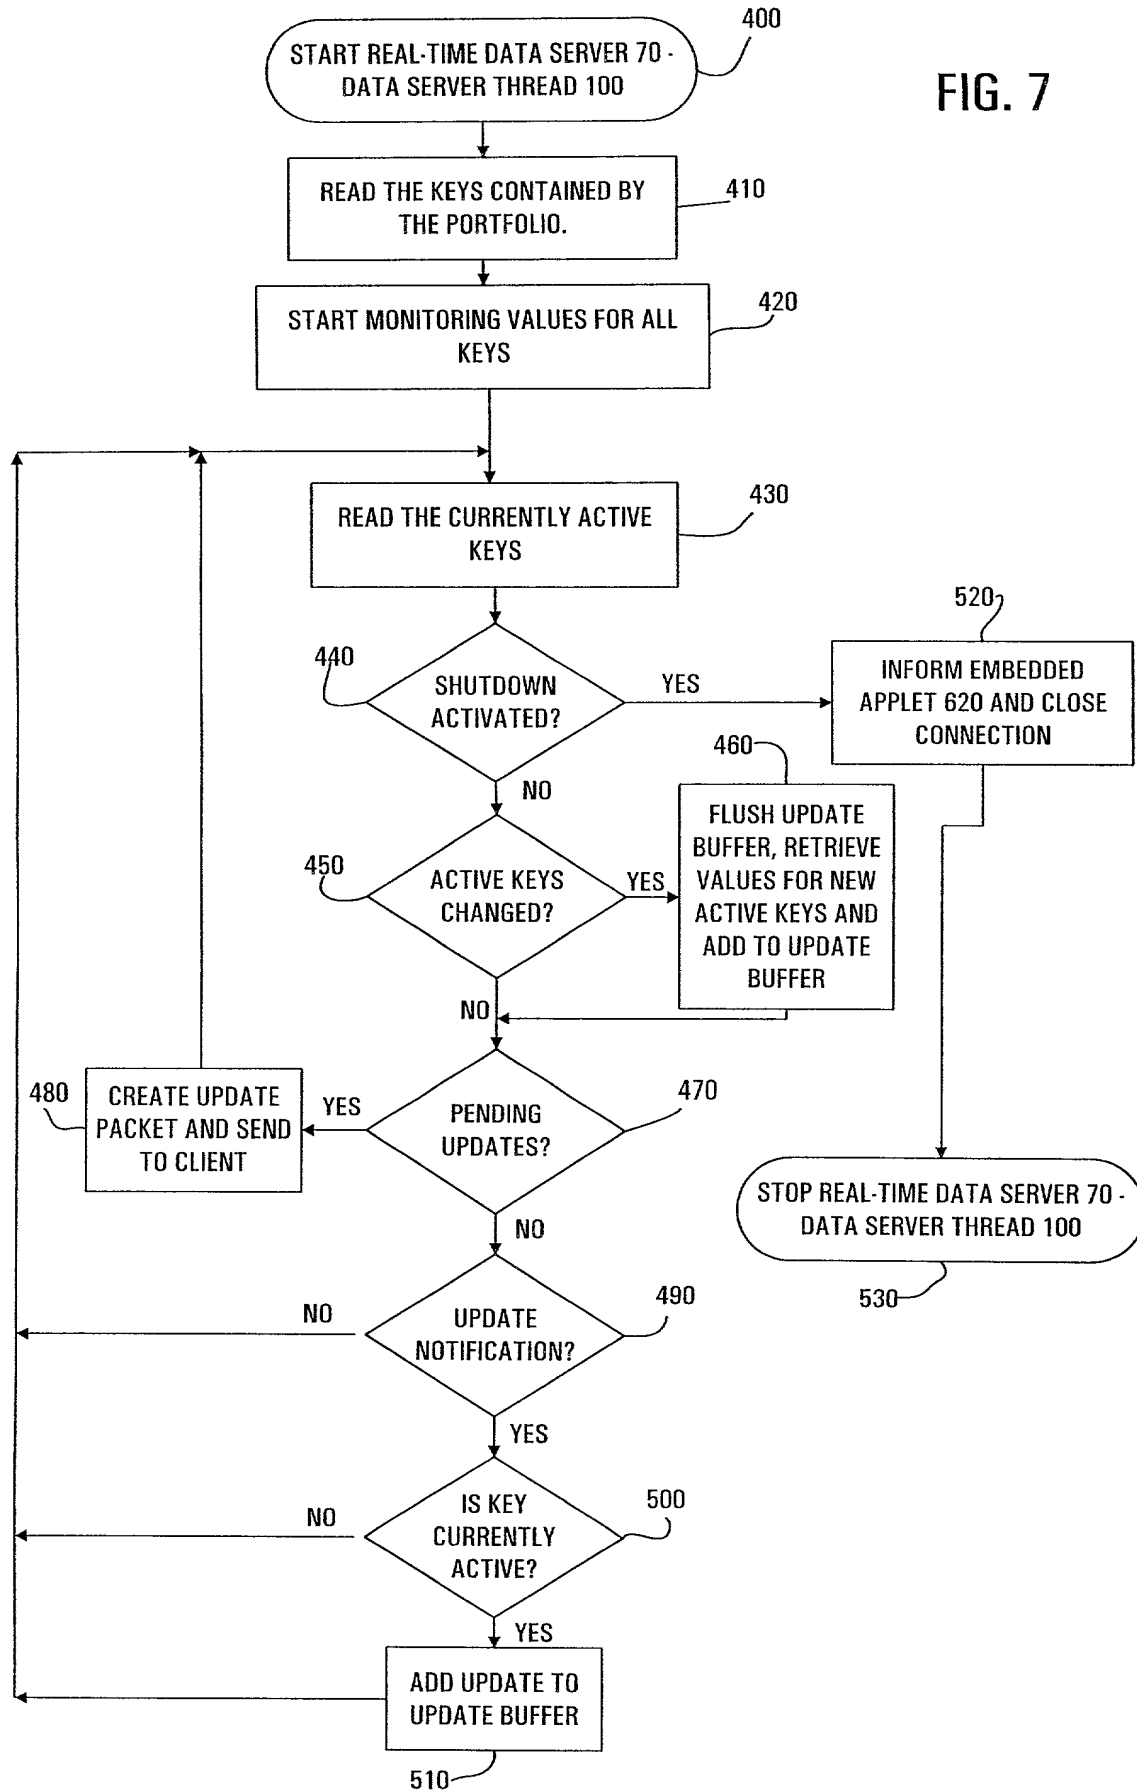 400
START REAL-TIME DATA SERVER 70 -
DATA SERVER THREAD 100
FIG. 7
READ THE KEYS CONTAINED BY
THE PORTFOLIO.
410
START MONITORING VALUES FOR ALL
KEYS
420
READ THE CURRENTLY ACTIVE
KEYS
430
440
SHUTDOWN
ACTIVATED?
YES
NO
520
INFORM EMBEDDED
APPLET 620 AND CLOSE
CONNECTION
450
ACTIVE KEYS
CHANGED?
YES
NO
460
FLUSH UPDATE
BUFFER, RETRIEVE
VALUES FOR NEW
ACTIVE KEYS AND
ADD TO UPDATE
BUFFER
470
PENDING
UPDATES?
YES
NO
480
CREATE UPDATE
PACKET AND SEND
TO CLIENT
STOP REAL-TIME DATA SERVER 70 -
DATA SERVER THREAD 100
530
490
UPDATE
NOTIFICATION?
NO
YES
500
IS KEY
CURRENTLY
ACTIVE?
NO
YES
ADD UPDATE TO
UPDATE BUFFER
510